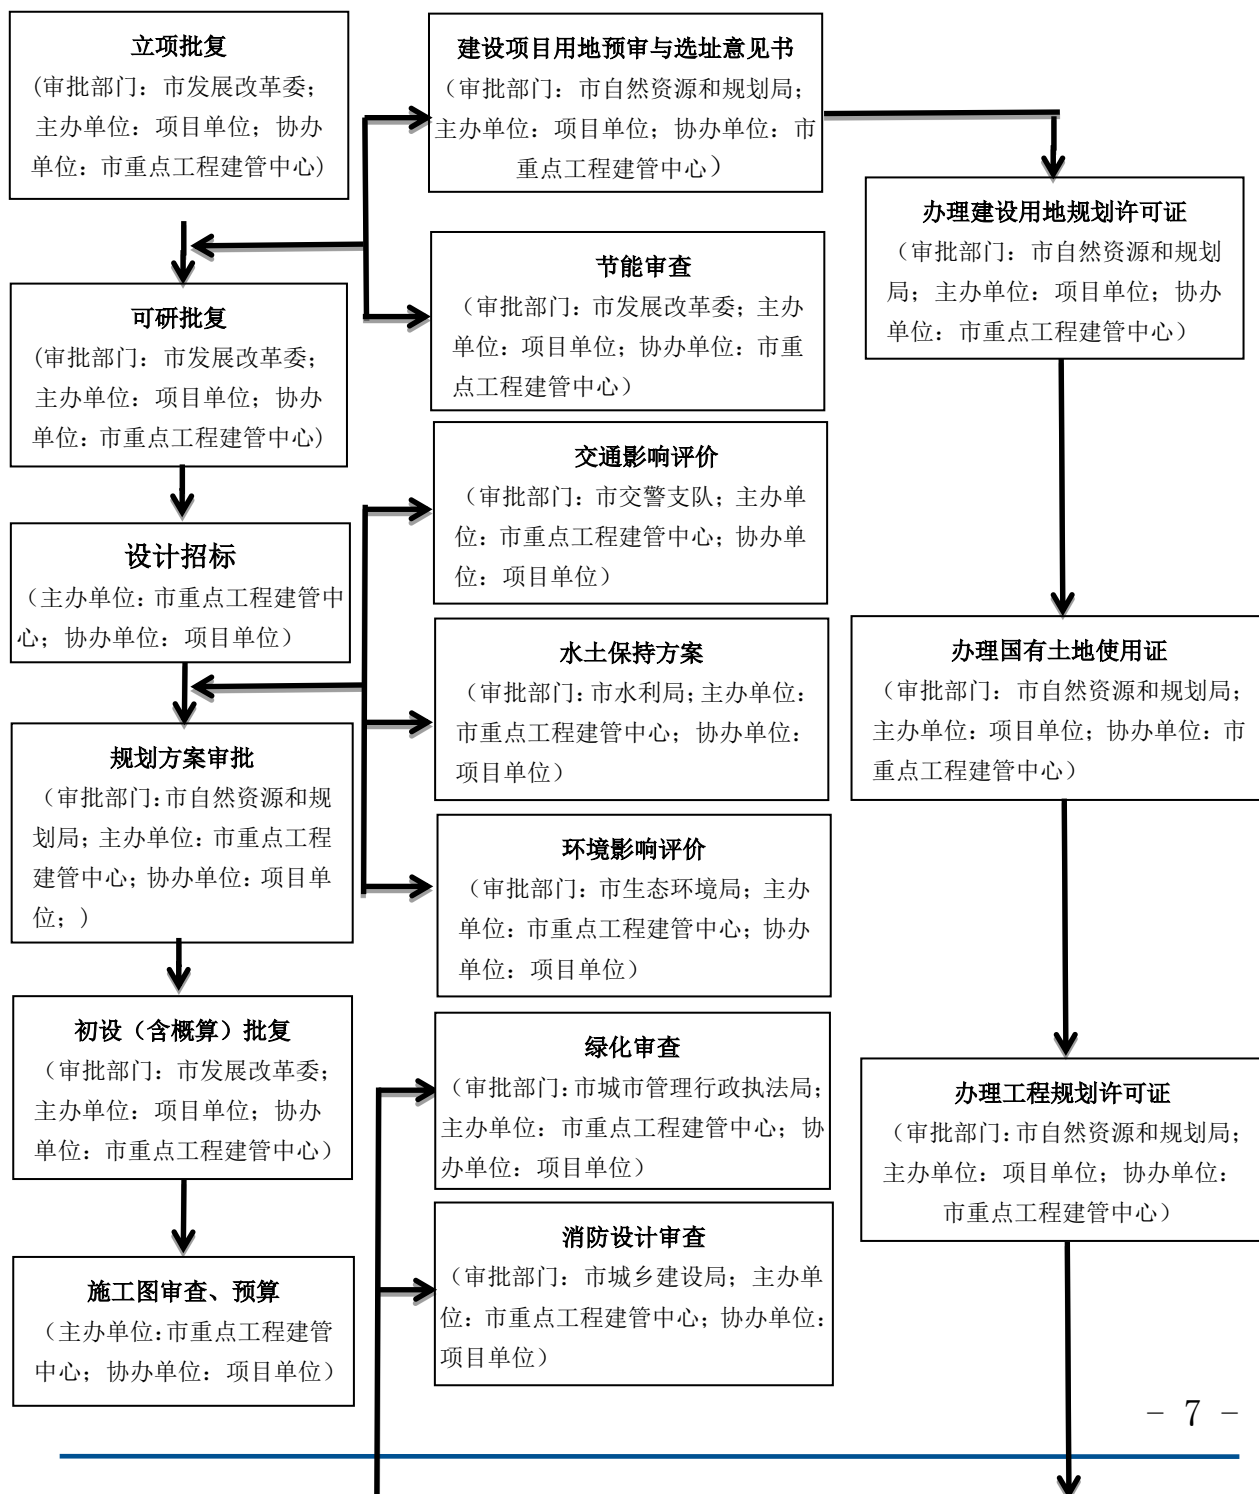 立项批复
(审批部门：市发展改革委；
主办单位：项目单位；协办
单位：市重点工程建管中心)
可研批复
(审批部门：市发展改革委；
主办单位：项目单位；协办
单位：市重点工程建管中心)
设计招标
（主办单位：市重点工程建管中
心；协办单位：项目单位）
规划方案审批
（审批部门：市自然资源和规
划局；主办单位：市重点工程
建管中心；协办单位：项目单
位；）
初设（含概算）批复
（审批部门：市发展改革委；
主办单位：项目单位；协办
单位：市重点工程建管中心）
施工图审查、预算
（主办单位：市重点工程建管
中心；协办单位：项目单位）
建设项目用地预审与选址意见书
（审批部门：市自然资源和规划局；
主办单位：项目单位；协办单位：市
重点工程建管中心）
节能审查
（审批部门：市发展改革委；主办
单位：项目单位；协办单位：市重
点工程建管中心）
交通影响评价
（审批部门：市交警支队；主办单
位：市重点工程建管中心；协办单
位：项目单位）
水土保持方案
（审批部门：市水利局；主办单位：
市重点工程建管中心；协办单位：
项目单位）
环境影响评价
（审批部门：市生态环境局；主办
单位：市重点工程建管中心；协办
单位：项目单位）
绿化审查
（审批部门：市城市管理行政执法局；
主办单位：市重点工程建管中心；协
办单位：项目单位）
消防设计审查
（审批部门：市城乡建设局；主办单
位：市重点工程建管中心；协办单位：
项目单位）
办理建设用地规划许可证
（审批部门：市自然资源和规划
局；主办单位：项目单位；协办
单位：市重点工程建管中心）
办理国有土地使用证
（审批部门：市自然资源和规划局；
主办单位：项目单位；协办单位：市
重点工程建管中心）
办理工程规划许可证
（审批部门：市自然资源和规划局；
主办单位：项目单位；协办单位：
市重点工程建管中心）
－ 7 －